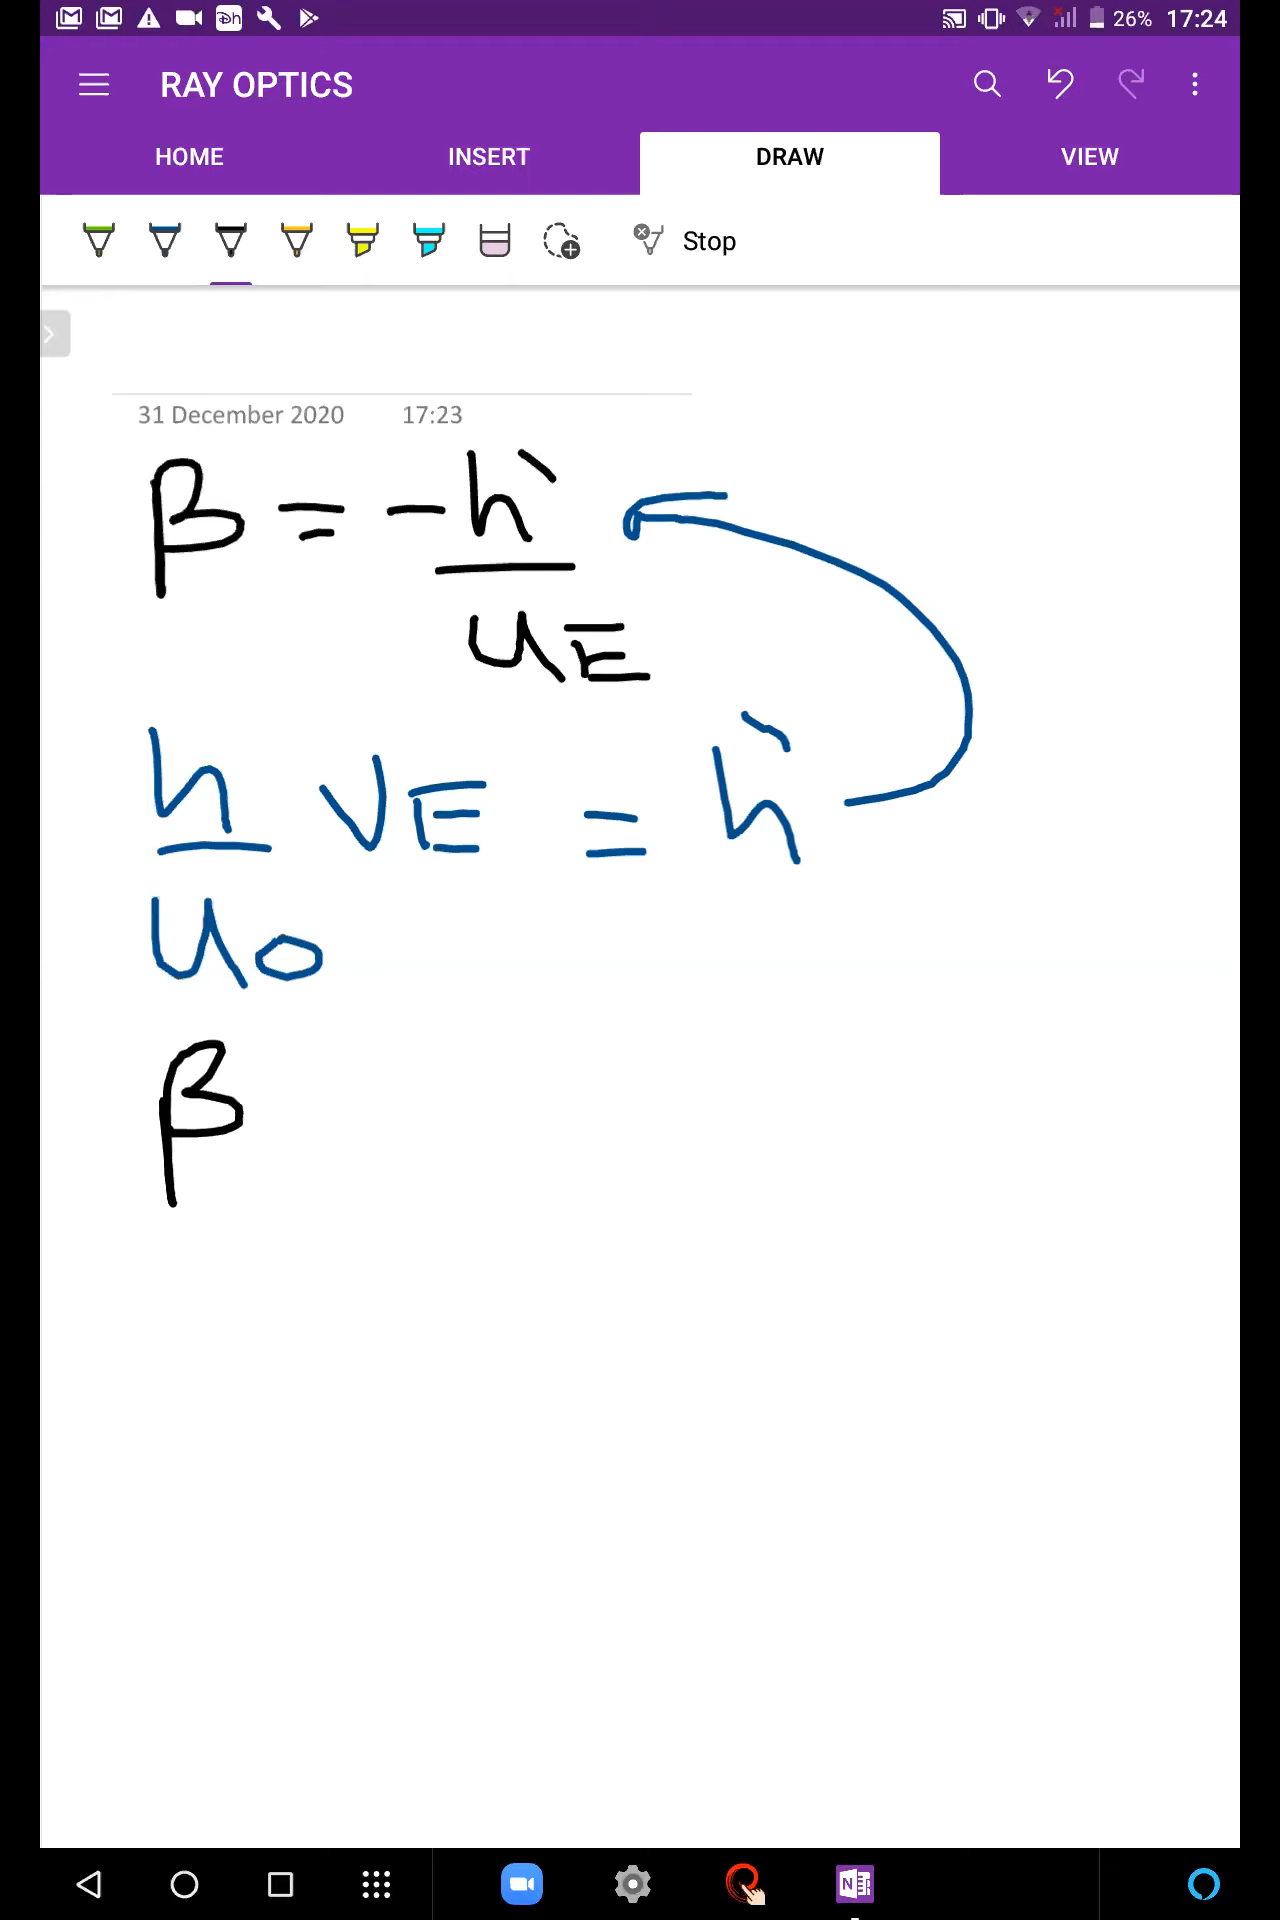 26% 17:24
RAY OPTICS
HOME INSERT DRAW VIEW
Stop
31 December 2020 17:23
β = -h`
uE
h VE = h`
uo
β